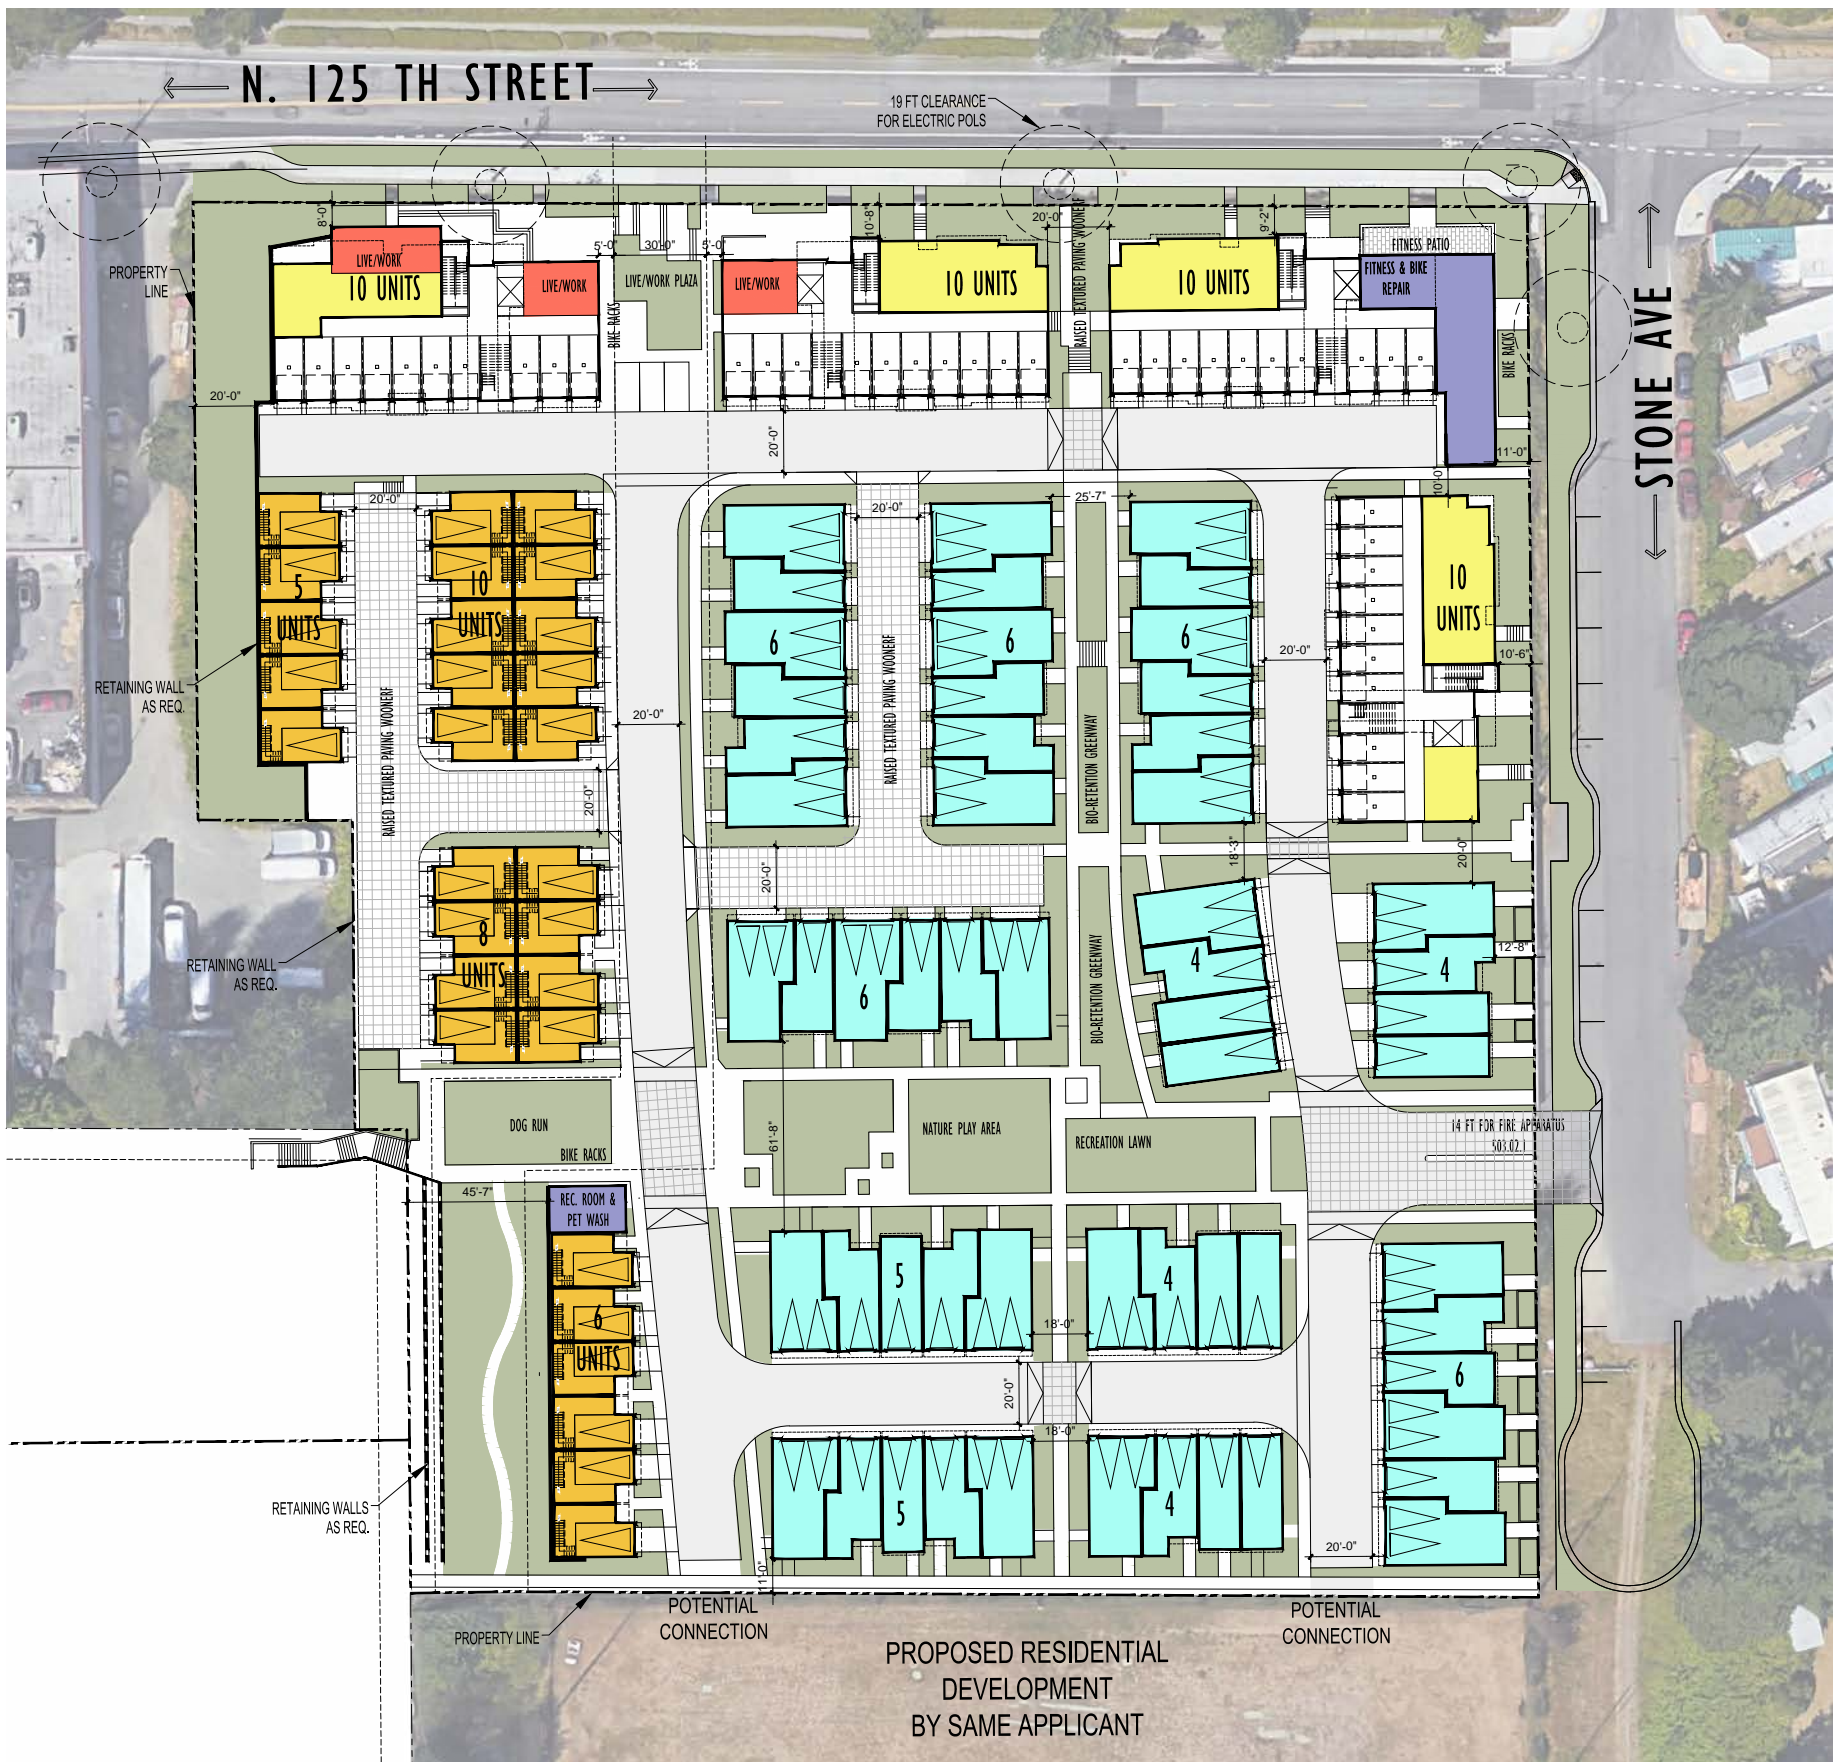 N. 125 TH STREET
19 FT CLEARANCE
FOR ELECTRIC POLS
STONE AVE
PROPERTY
LINE
8'-0"
LIVE/WORK
10 UNITS
LIVE/WORK
5'-0"
30'-0"
5'-0"
LIVE/WORK PLAZA
BIKE RACKS
LIVE/WORK
10'-8"
10 UNITS
20'-0"
RAISED TEXTURED PAVING WOONERF
9'-2"
10 UNITS
FITNESS PATIO
FITNESS & BIKE
REPAIR
BIKE RACKS
20'-0"
20'-0"
11'-0"
10'-0"
20'-0"
5
UNITS
10
UNITS
20'-0"
25'-7"
6
6
6
10
UNITS
20'-0"
10'-6"
RETAINING WALL
AS REQ.
RAISED TEXTURED PAVING WOONERF
20'-0"
RAISED TEXTURED PAVING WOONERF
BIO-RETENTION GREENWAY
20'-0"
20'-0"
18'-3"
20'-0"
8
UNITS
RETAINING WALL
AS REQ.
6
BIO-RETENTION GREENWAY
4
4
12'-8"
DOG RUN
BIKE RACKS
61'-8"
NATURE PLAY AREA
RECREATION LAWN
14 FT FOR FIRE APPARATUS
503.02.1
45'-7"
REC. ROOM &
PET WASH
6
UNITS
5
4
18'-0"
6
20'-0"
18'-0"
5
4
RETAINING WALLS
AS REQ.
20'-0"
11'-0"
PROPERTY LINE
POTENTIAL
CONNECTION
POTENTIAL
CONNECTION
PROPOSED RESIDENTIAL
DEVELOPMENT
BY SAME APPLICANT